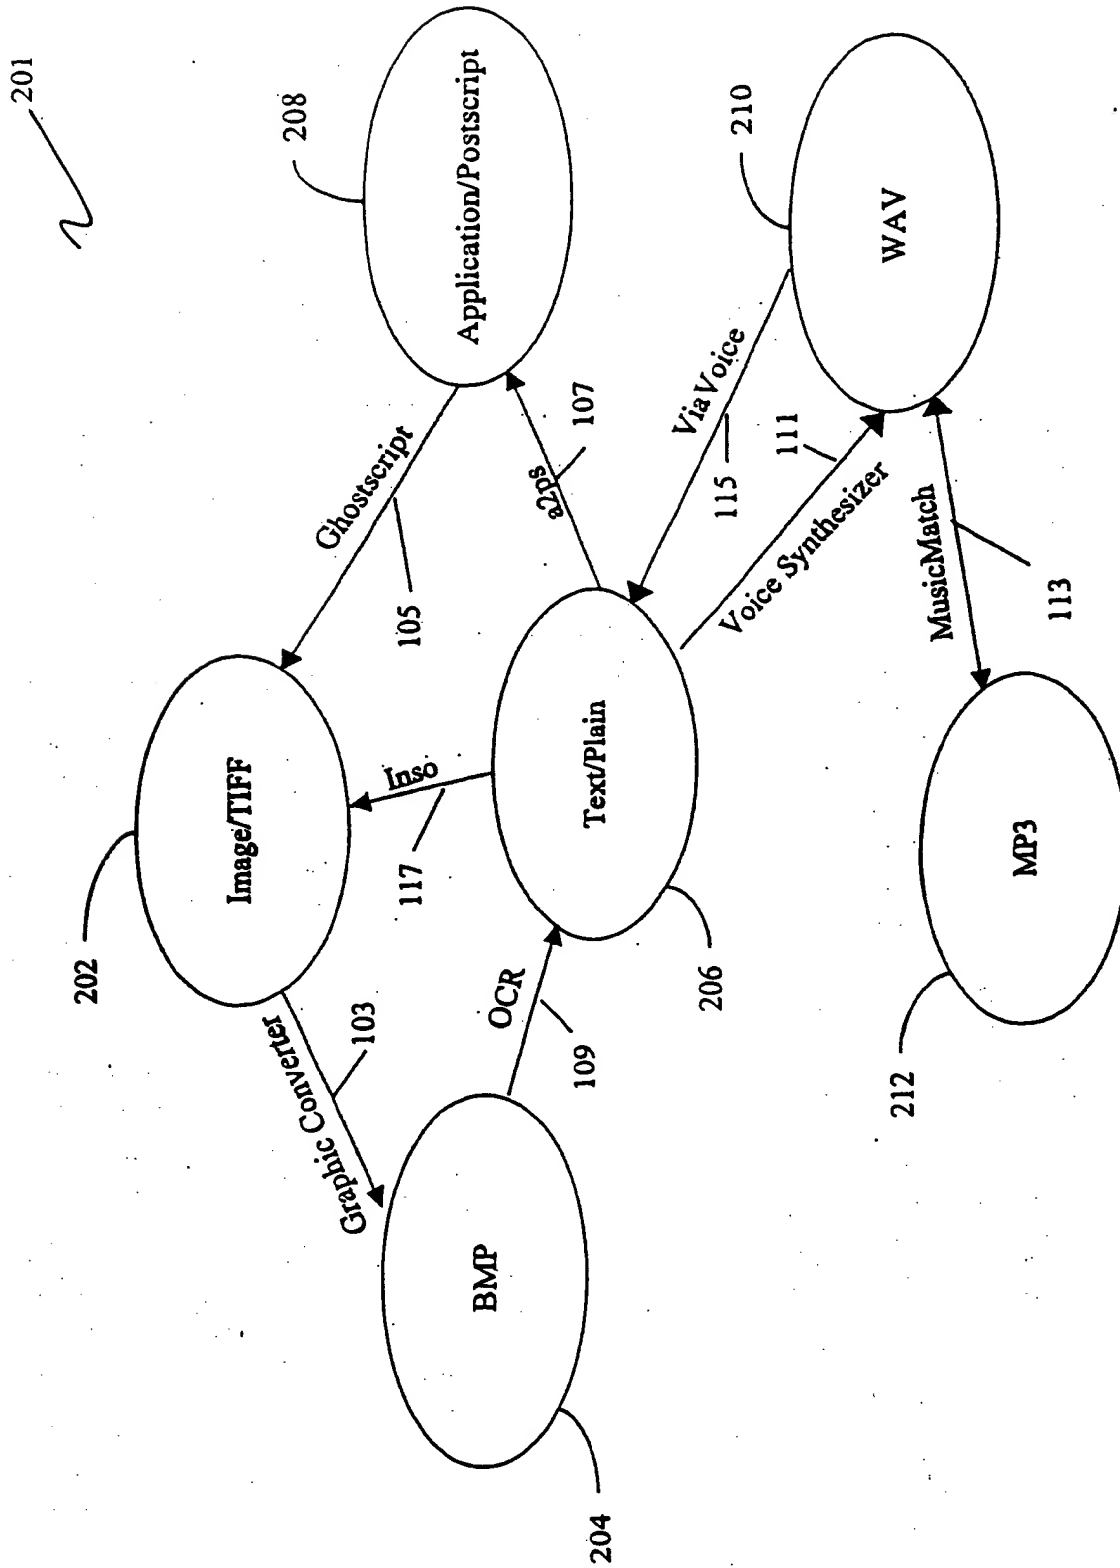 201
202
Image/TIFF
Graphic Converter
103
Ghostscript
105
208
Application/Postscript
Inso
117
a2ps
107
BMP
204
OCR
109
Text/Plain
206
ViaVoice
115
Voice Synthesizer
111
210
WAV
MusicMatch
113
MP3
212